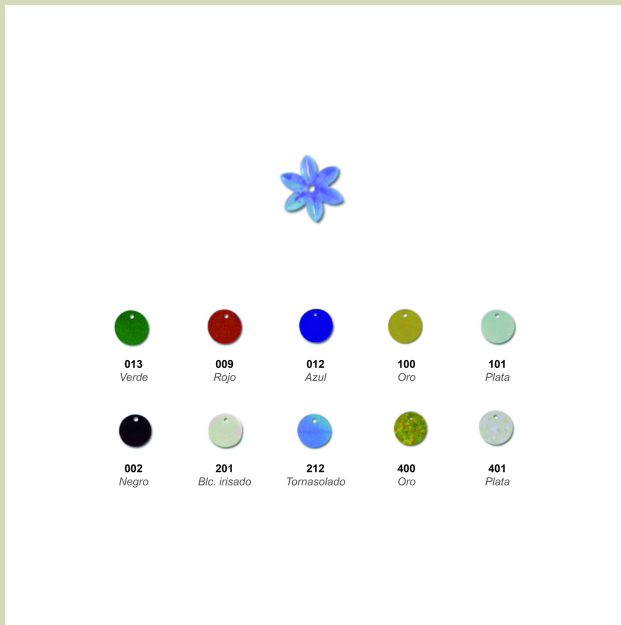 013 009 012 100 101
Verde Rojo Azul Oro Plata
002 201 212 400 401
Negro Blc. irisado Tornasolado Oro Plata